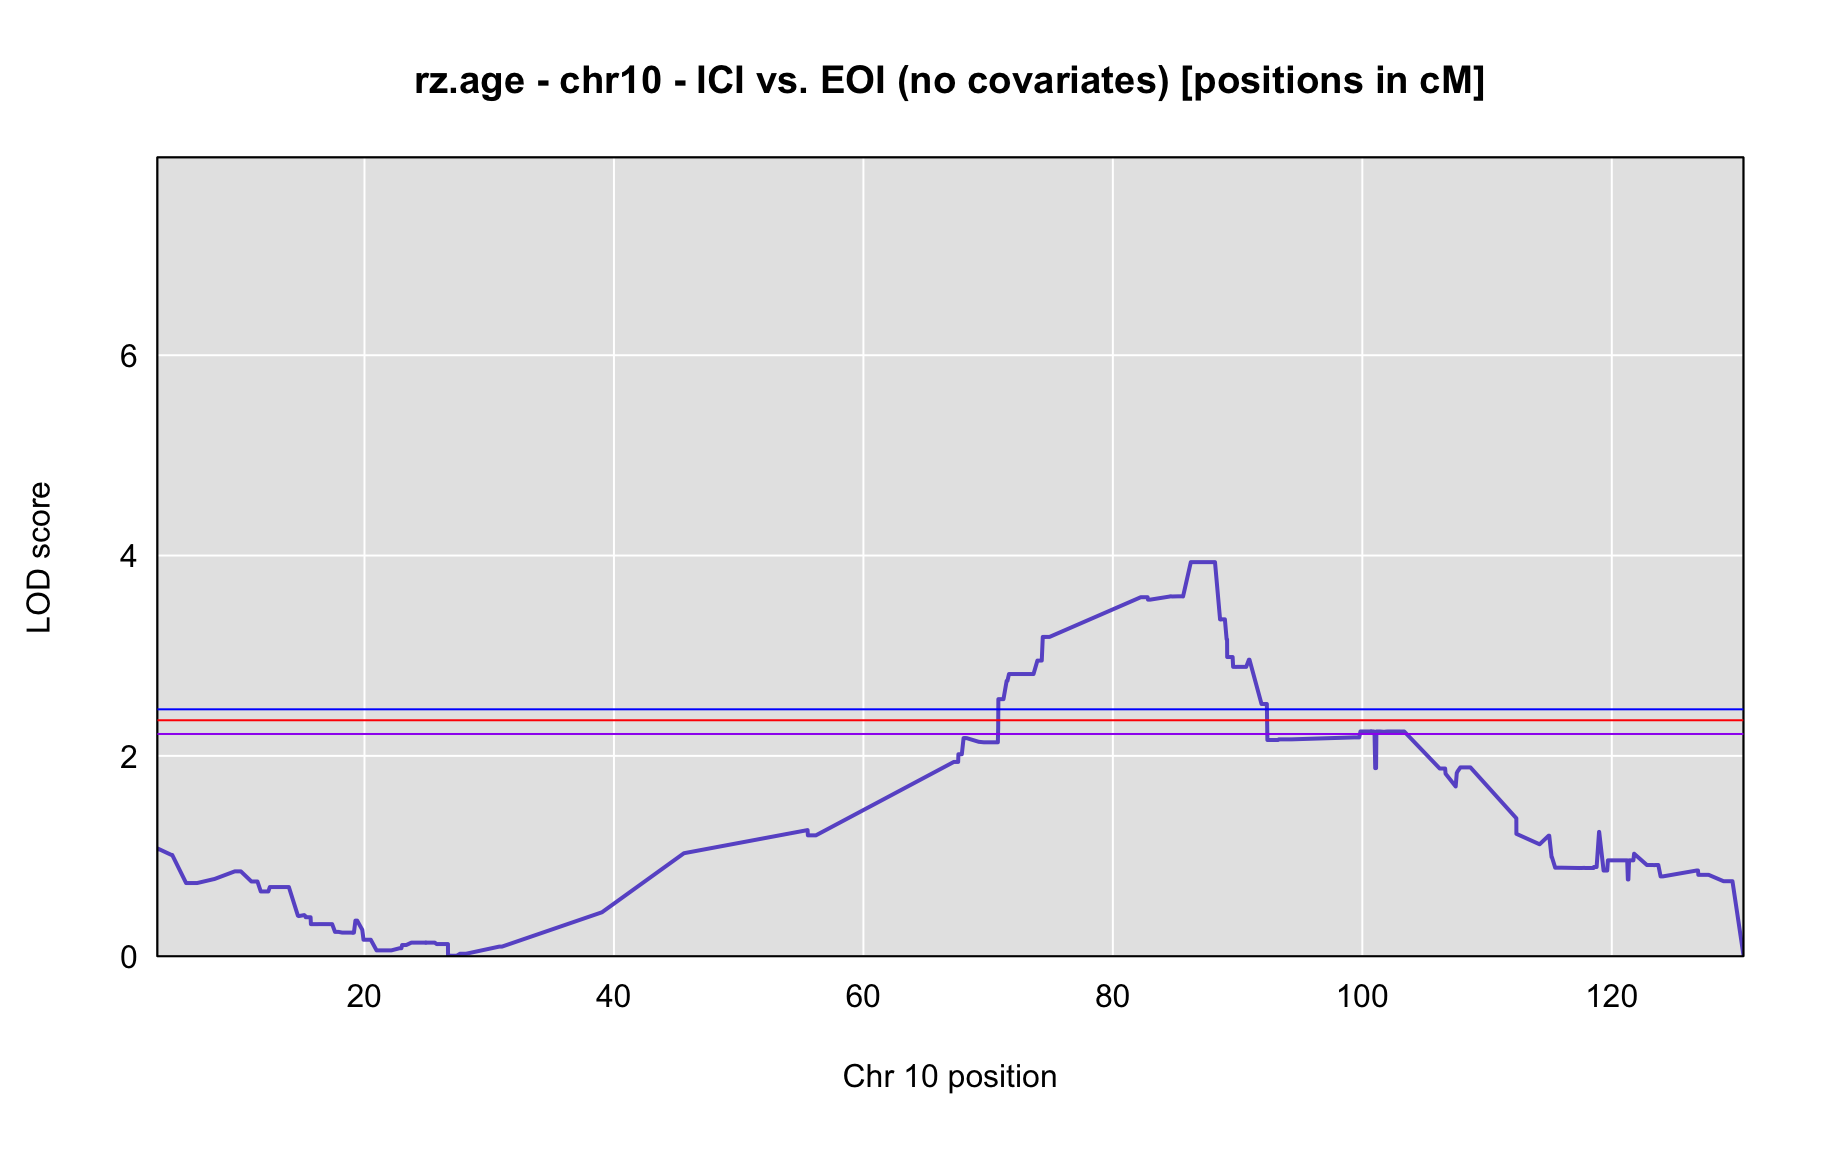 rz.age - chr10 - ICI vs. EOI (no covariates) [positions in cM]
LOD score
6
4
2
0
20 40 60 80 100 120
Chr 10 position